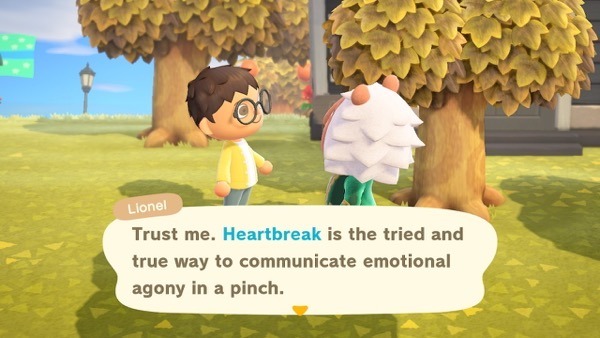 Lionel
Trust me. Heartbreak is the tried and
true way to communicate emotional
agony in a pinch.